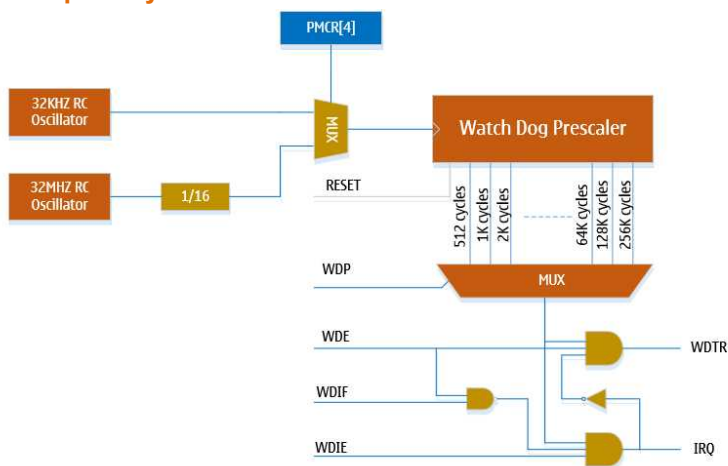 PMCR[4]
32KHZ RC
Oscillator
MUX
Watch Dog Prescaler
32MHZ RC
Oscillator
1/16
RESET
512 cycles
1K cycles
2K cycles
64K cycles
128K cycles
256K cycles
WDP
MUX
WDE
WDTR
WDIF
WDIE
IRQ